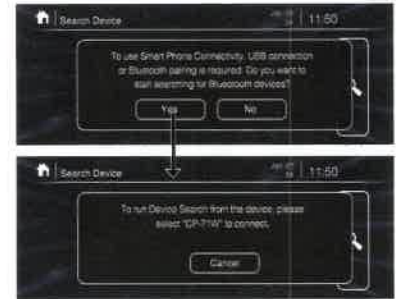 Search Device
11:50
To use Smart Phone Connectivity, USB connection
or Bluetooth pairing is required. Do you want to
start searching for Bluetooth devices?
Yes No
Search Device
11:50
To run Device Search from the device, please
select "CP-71W" to connect.
Cancel